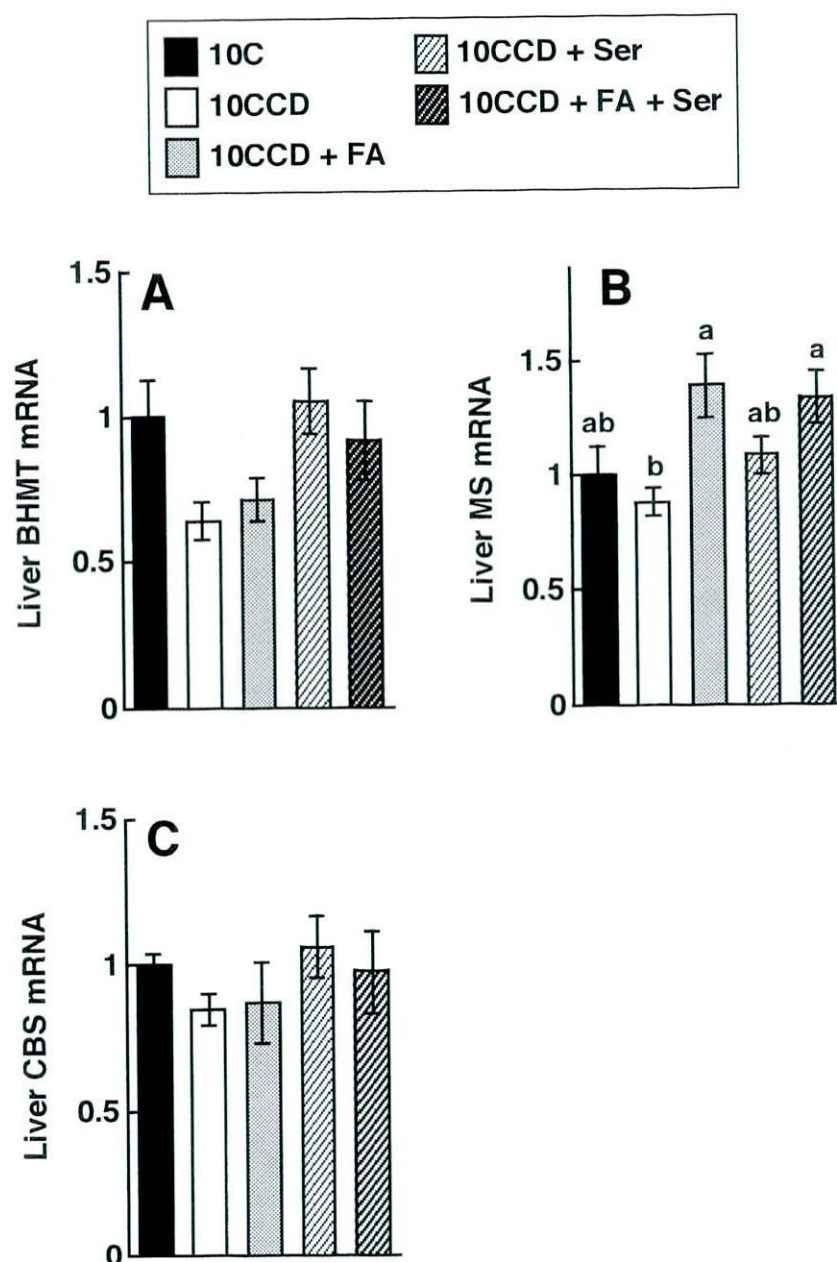 10C
10CCD
10CCD + FA
10CCD + Ser
10CCD + FA + Ser
A
1.5
1
0.5
0
Liver BHMT mRNA
B
1.5
1
0.5
0
Liver MS mRNA
ab
b
a
ab
a
C
1.5
1
0.5
0
Liver CBS mRNA